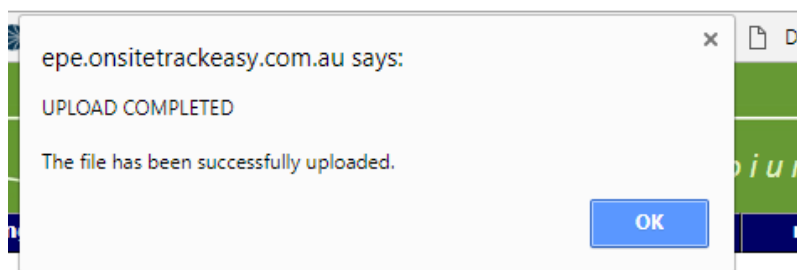 epe.onsitetrackeasy.com.au says:
UPLOAD COMPLETED
The file has been successfully uploaded.
OK